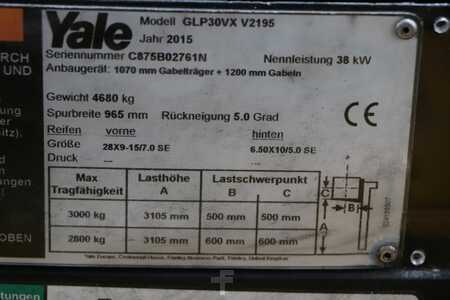 Yale
Modell GLP30VX V2195
Jahr 2015
Seriennummer C875B02761N Nennleistung 38 kW
Anbaugerät: 1070 mm Gabelträger + 1200 mm Gabeln
Gewicht 4680 kg
Spurbreite 965 mm Rückneigung 5.0 Grad
CE
Reifen vorne hinten
Größe 28X9-15/7.0 SE 6.50X10/5.0 SE
Druck ... ...
Max Tragfähigkeit Lasthöhe A Lastschwerpunkt B C
3000 kg 3105 mm 500 mm 500 mm
2800 kg 3105 mm 600 mm 600 mm
C
B
A
URCH
UND
OBEN